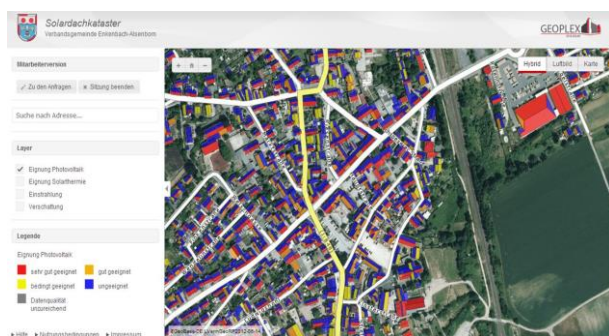 Solardachkataster
Verbandsgemeinde Enkenbach-Alsenborn
GEOPLEX
Mitarbeiterversion
Zu den Anfragen
Sitzung beenden
Suche nach Adresse...
Layer
Eignung Photovoltaik
Eignung Solarthermie
Einstrahlung
Verschattung
Legende
Eignung Photovoltaik:
sehr gut geeignet
gut geeignet
bedingt geeignet
ungeeignet
Datenqualität
unzureichend
Hilfe
Nutzungsbedingungen
Impressum
Hybrid
Luftbild
Karte